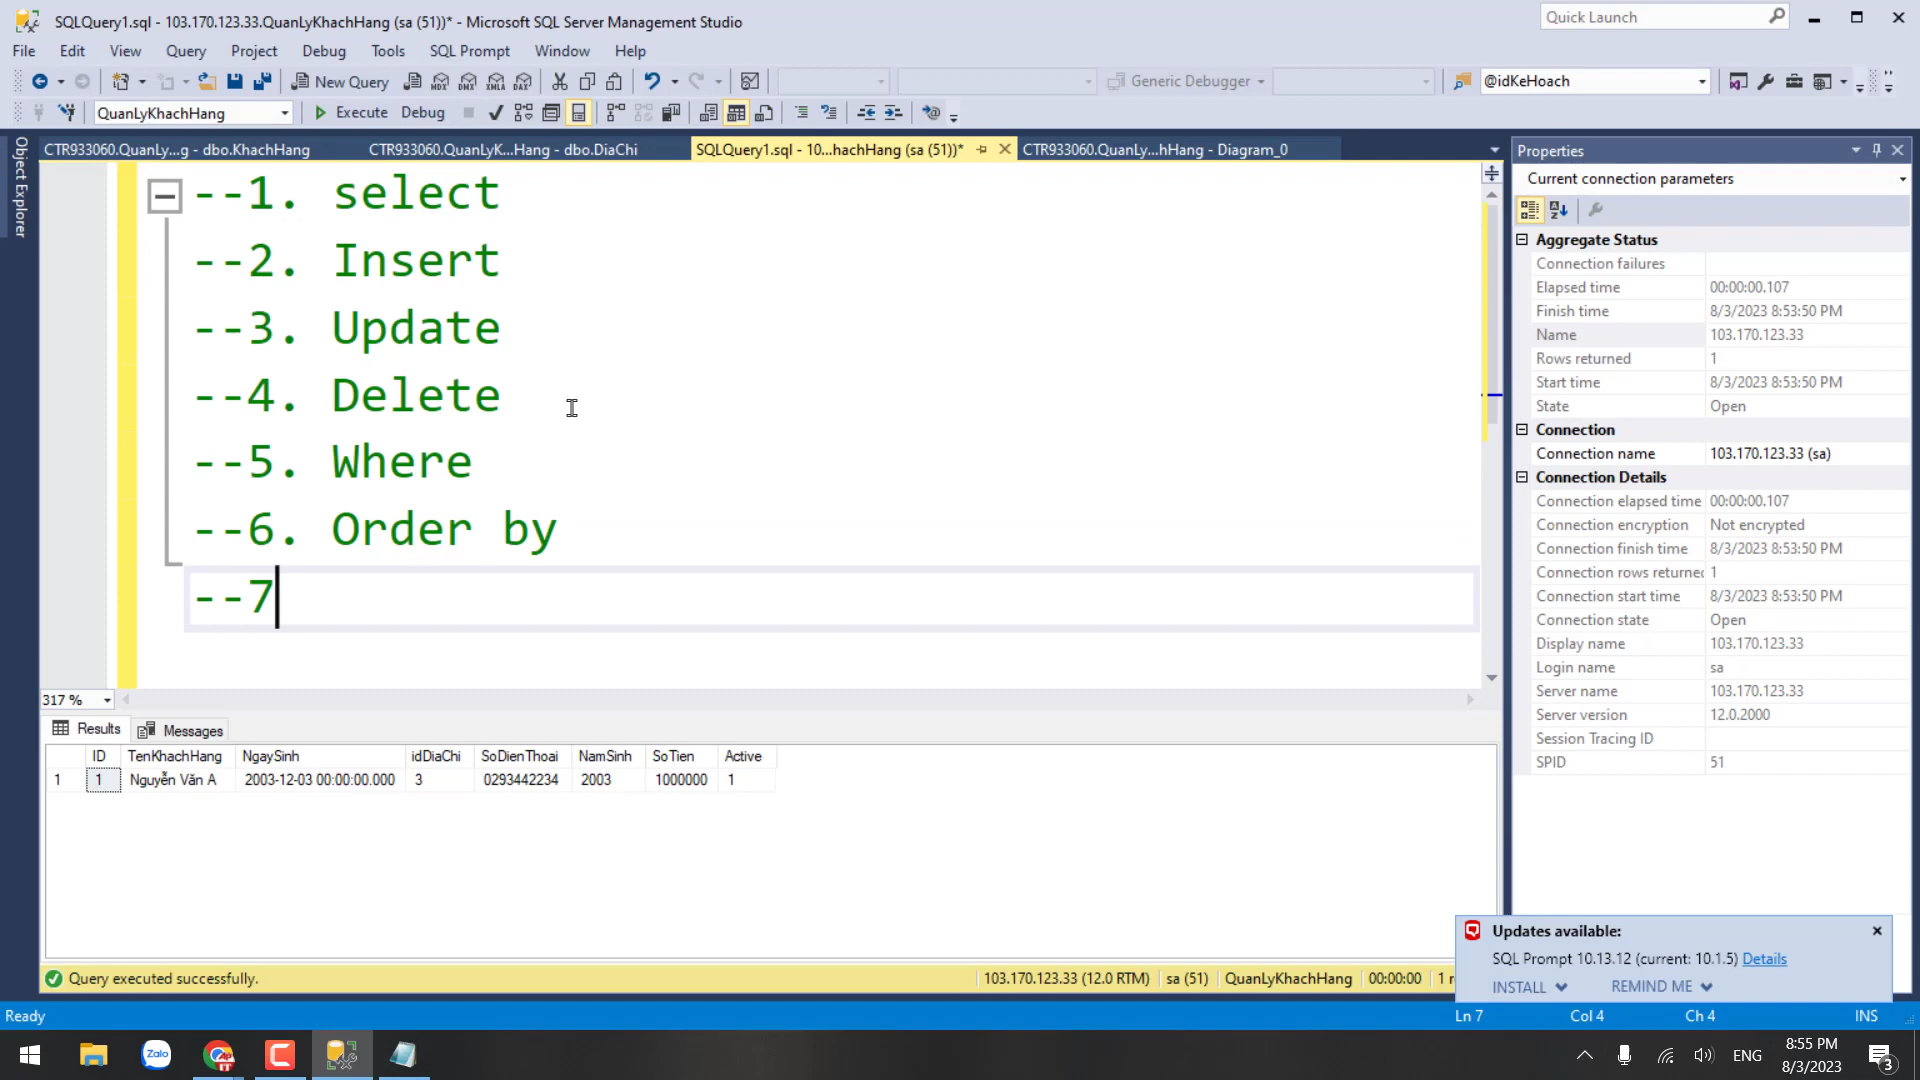 SQLQuery1.sql - 103.170.123.33.QuanLyKhachHang (sa (51))* - Microsoft SQL Server Management Studio
Quick Launch
File Edit View Query Project Debug Tools SQL Prompt Window Help
New Query
MDX DMX XMLA DAX
Generic Debugger
@idKeHoach
QuanLyKhachHang
Execute Debug
Object Explorer
CTR933060.QuanLy...g - dbo.KhachHang
CTR933060.QuanLyK...Hang - dbo.DiaChi
SQLQuery1.sql - 10...hachHang (sa (51))*
CTR933060.QuanLy...hHang - Diagram_0
--1. select
--2. Insert
--3. Update
--4. Delete
--5. Where
--6. Order by
--7
317 %
Results Messages
ID TenKhachHang NgaySinh idDiaChi SoDienThoai NamSinh SoTien Active
1 1 Nguyễn Văn A 2003-12-03 00:00:00.000 3 0293442234 2003 1000000 1
Query executed successfully.
103.170.123.33 (12.0 RTM) sa (51) QuanLyKhachHang 00:00:00 1 r
Properties
Current connection parameters
Aggregate Status
Connection failures
Elapsed time 00:00:00.107
Finish time 8/3/2023 8:53:50 PM
Name 103.170.123.33
Rows returned 1
Start time 8/3/2023 8:53:50 PM
State Open
Connection
Connection name 103.170.123.33 (sa)
Connection Details
Connection elapsed time 00:00:00.107
Connection encryption Not encrypted
Connection finish time 8/3/2023 8:53:50 PM
Connection rows returnec 1
Connection start time 8/3/2023 8:53:50 PM
Connection state Open
Display name 103.170.123.33
Login name sa
Server name 103.170.123.33
Server version 12.0.2000
Session Tracing ID
SPID 51
Updates available:
SQL Prompt 10.13.12 (current: 10.1.5) Details
INSTALL REMIND ME
Ready
Ln 7 Col 4 Ch 4 INS
Zalo
ENG
8:55 PM
8/3/2023
3